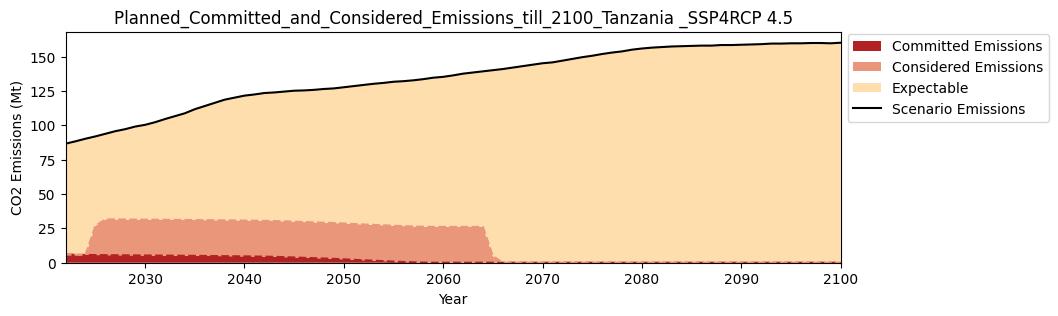 Planned_Committed_and_Considered_Emissions_till_2100_Tanzania _SSP4RCP 4.5
Committed Emissions
Considered Emissions
Expectable
Scenario Emissions
CO2 Emissions (Mt)
150
125
100
75
50
25
0
2030
2040
2050
2060
2070
2080
2090
2100
Year